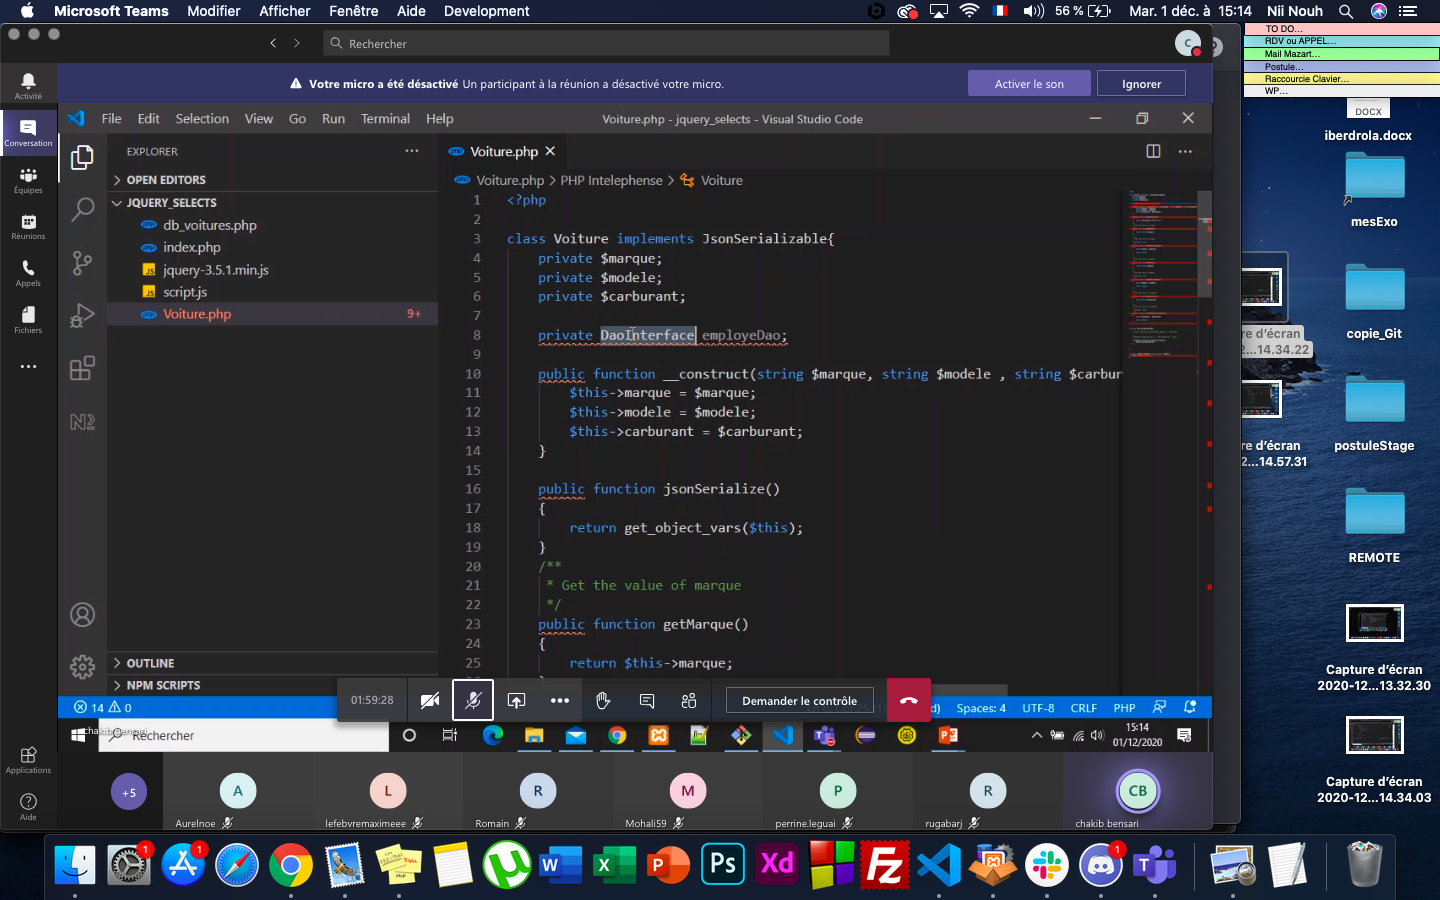 Microsoft Teams Modifier Afficher Fenêtre Aide Development
56 % Mar. 1 déc. à 15:14 Nii Nouh
TO DO...
RDV ou APPEL...
Mail Mazart...
Postule...
Raccourcie Clavier...
WP...
Rechercher
C
Votre micro a été désactivé Un participant à la réunion a désactivé votre micro.
Activer le son
Ignorer
Activité
Conversation
Équipes
Réunions
Appels
Fichiers
Applications
Aide
File Edit Selection View Go Run Terminal Help
Voiture.php - jquery_selects - Visual Studio Code
EXPLORER
OPEN EDITORS
JQUERY_SELECTS
db_voitures.php
index.php
JS jquery-3.5.1.min.js
JS script.js
Voiture.php 9+
OUTLINE
NPM SCRIPTS
Voiture.php
Voiture.php > PHP Intelephense > Voiture
1 <?php
2
3 class Voiture implements JsonSerializable{
4 private $marque;
5 private $modele;
6 private $carburant;
7
8 private DaoInterface employeDao;
9
10 public function __construct(string $marque, string $modele , string $carbur
11 $this->marque = $marque;
12 $this->modele = $modele;
13 $this->carburant = $carburant;
14 }
15
16 public function jsonSerialize()
17 {
18 return get_object_vars($this);
19 }
20 /**
21 * Get the value of marque
22 */
23 public function getMarque()
24 {
25 return $this->marque;
14 0
d) Spaces: 4 UTF-8 CRLF PHP
01:59:28
Demander le contrôle
chakib bensari
Rechercher
15:14
01/12/2020
+5
A
Aurelnoe
L
lefebvremaximeee
R
Romain
M
Mohali59
P
perrine.leguai
R
rugabarj
CB
chakib bensari
DOCX
iberdrola.docx
mesExo
copie_Git
postuleStage
REMOTE
re d'écran
2...14.34.22
re d'écran
2...14.57.31
Capture d'écran
2020-12...13.32.30
Capture d'écran
2020-12...14.34.03
1
1
1
W
X
P
Ps
Xd
Fz